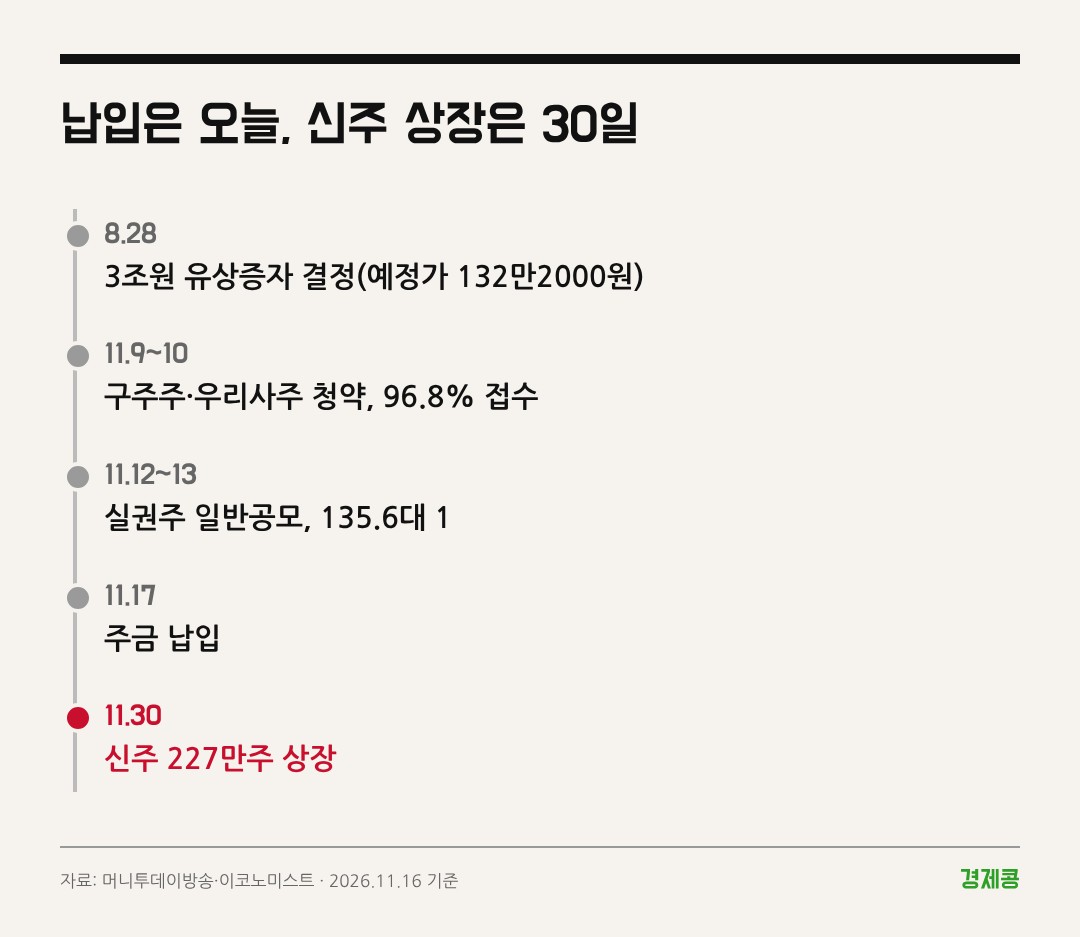 납입은 오늘, 신주 상장은 30일
8.28
3조원 유상증자 결정(예정가 132만2000원)
11.9~10
구주주·우리사주 청약, 96.8% 접수
11.12~13
실권주 일반공모, 135.6대 1
11.17
주금 납입
11.30
신주 227만주 상장
자료: 머니투데이방송·이코노미스트 · 2026.11.16 기준
경제콩